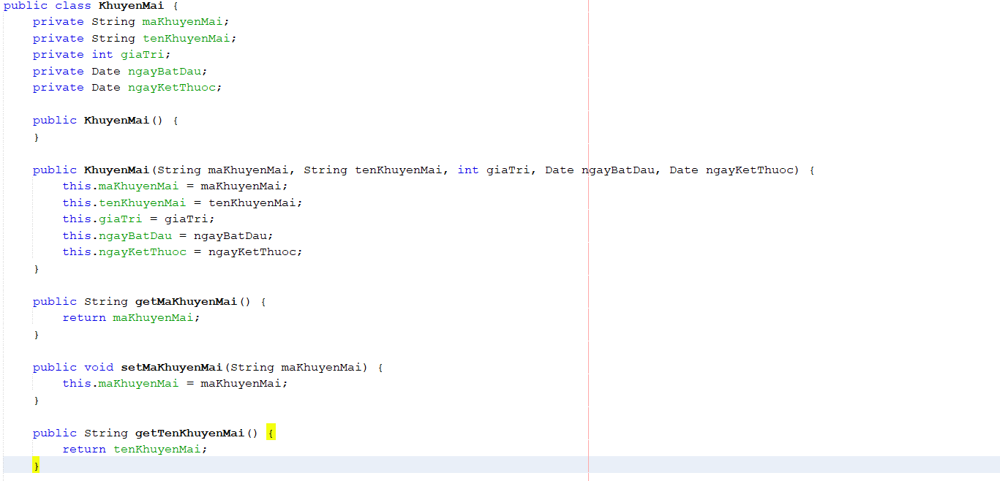 public class KhuyenMai {
    private String maKhuyenMai;
    private String tenKhuyenMai;
    private int giaTri;
    private Date ngayBatDau;
    private Date ngayKetThuoc;
    public KhuyenMai() {
    }
    public KhuyenMai(String maKhuyenMai, String tenKhuyenMai, int giaTri, Date ngayBatDau, Date ngayKetThuoc) {
        this.maKhuyenMai = maKhuyenMai;
        this.tenKhuyenMai = tenKhuyenMai;
        this.giaTri = giaTri;
        this.ngayBatDau = ngayBatDau;
        this.ngayKetThuoc = ngayKetThuoc;
    }
    public String getMaKhuyenMai() {
        return maKhuyenMai;
    }
    public void setMaKhuyenMai(String maKhuyenMai) {
        this.maKhuyenMai = maKhuyenMai;
    }
    public String getTenKhuyenMai() {
        return tenKhuyenMai;
    }